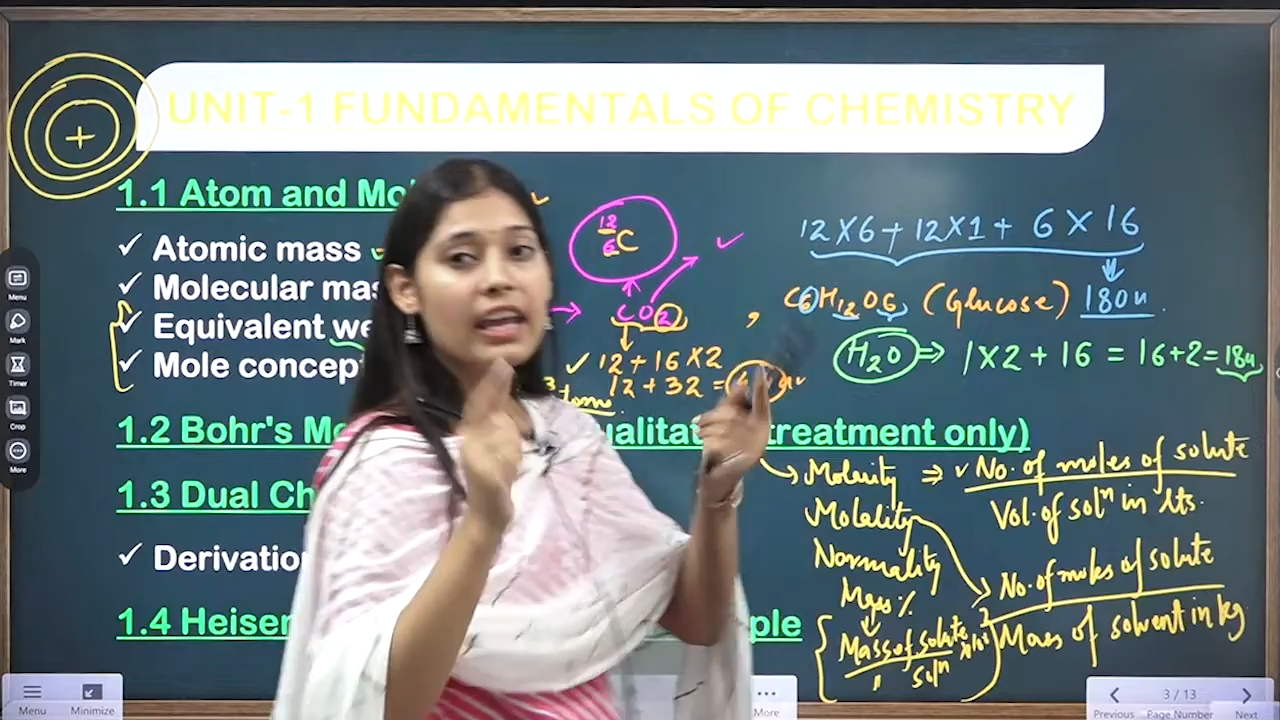 UNIT-1 FUNDAMENTALS OF CHEMISTRY
+
1.1 Atom and Mol
✓ Atomic mass
✓ Molecular mas
✓ Equivalent we
✓ Mole concept
12
6 C
CO2
✓ 12 + 16 X 2
12 + 32 =
12 X 6 + 12 X 1 + 6 X 16
, C6H12O6 (Glucose) 180u
H2O ⇒ 1 X 2 + 16 = 16 + 2 = 18u
1.2 Bohr's Mo ualitat treatment only)
1.3 Dual Ch
✓ Derivation
1.4 Heisen ple
→ Molarity ⇒ No. of moles of solute
Vol. of solⁿ in lts.
Molality
No. of moles of solute
Mass of solvent in kg
Normality
Mass %
Mass of solute
solⁿ
Menu
Mark
Timer
Crop
More
Menu
Minimize
More
3 / 13
Previous Page Number Next